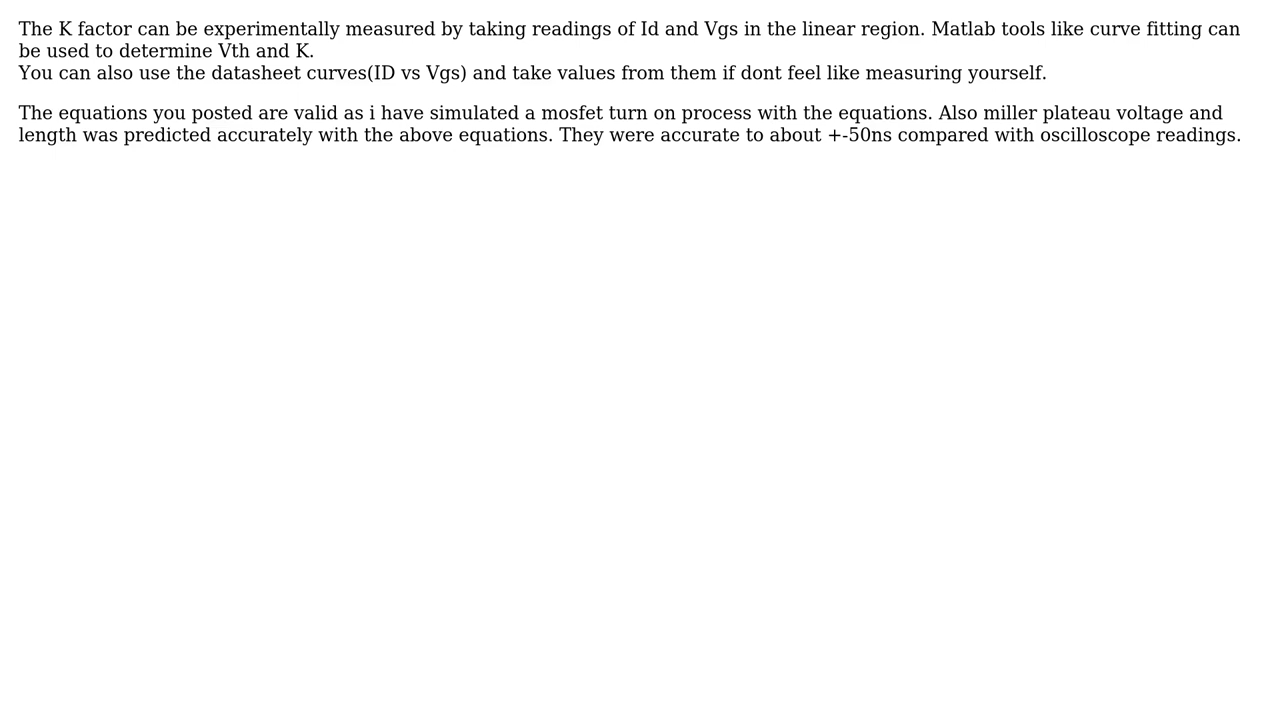 The K factor can be experimentally measured by taking readings of Id and Vgs in the linear region. Matlab tools like curve fitting can
be used to determine Vth and K.
You can also use the datasheet curves(ID vs Vgs) and take values from them if dont feel like measuring yourself.
The equations you posted are valid as i have simulated a mosfet turn on process with the equations. Also miller plateau voltage and
length was predicted accurately with the above equations. They were accurate to about +-50ns compared with oscilloscope readings.